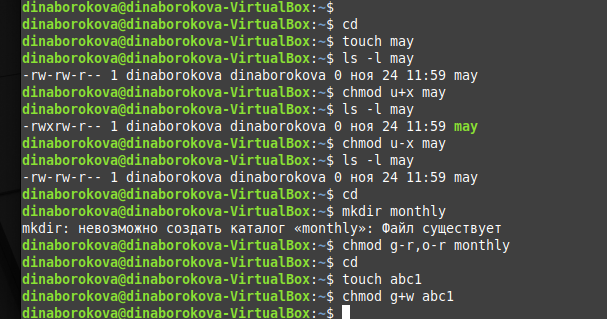 dinaborokova@dinaborokova-VirtualBox:~$
dinaborokova@dinaborokova-VirtualBox:~$ cd
dinaborokova@dinaborokova-VirtualBox:~$ touch may
dinaborokova@dinaborokova-VirtualBox:~$ ls -l may
-rw-rw-r-- 1 dinaborokova dinaborokova 0 ноя 24 11:59 may
dinaborokova@dinaborokova-VirtualBox:~$ chmod u+x may
dinaborokova@dinaborokova-VirtualBox:~$ ls -l may
-rwxrw-r-- 1 dinaborokova dinaborokova 0 ноя 24 11:59 may
dinaborokova@dinaborokova-VirtualBox:~$ chmod u-x may
dinaborokova@dinaborokova-VirtualBox:~$ ls -l may
-rw-rw-r-- 1 dinaborokova dinaborokova 0 ноя 24 11:59 may
dinaborokova@dinaborokova-VirtualBox:~$ cd
dinaborokova@dinaborokova-VirtualBox:~$ mkdir monthly
mkdir: невозможно создать каталог «monthly»: Файл существует
dinaborokova@dinaborokova-VirtualBox:~$ chmod g-r,o-r monthly
dinaborokova@dinaborokova-VirtualBox:~$ cd
dinaborokova@dinaborokova-VirtualBox:~$ touch abc1
dinaborokova@dinaborokova-VirtualBox:~$ chmod g+w abc1
dinaborokova@dinaborokova-VirtualBox:~$